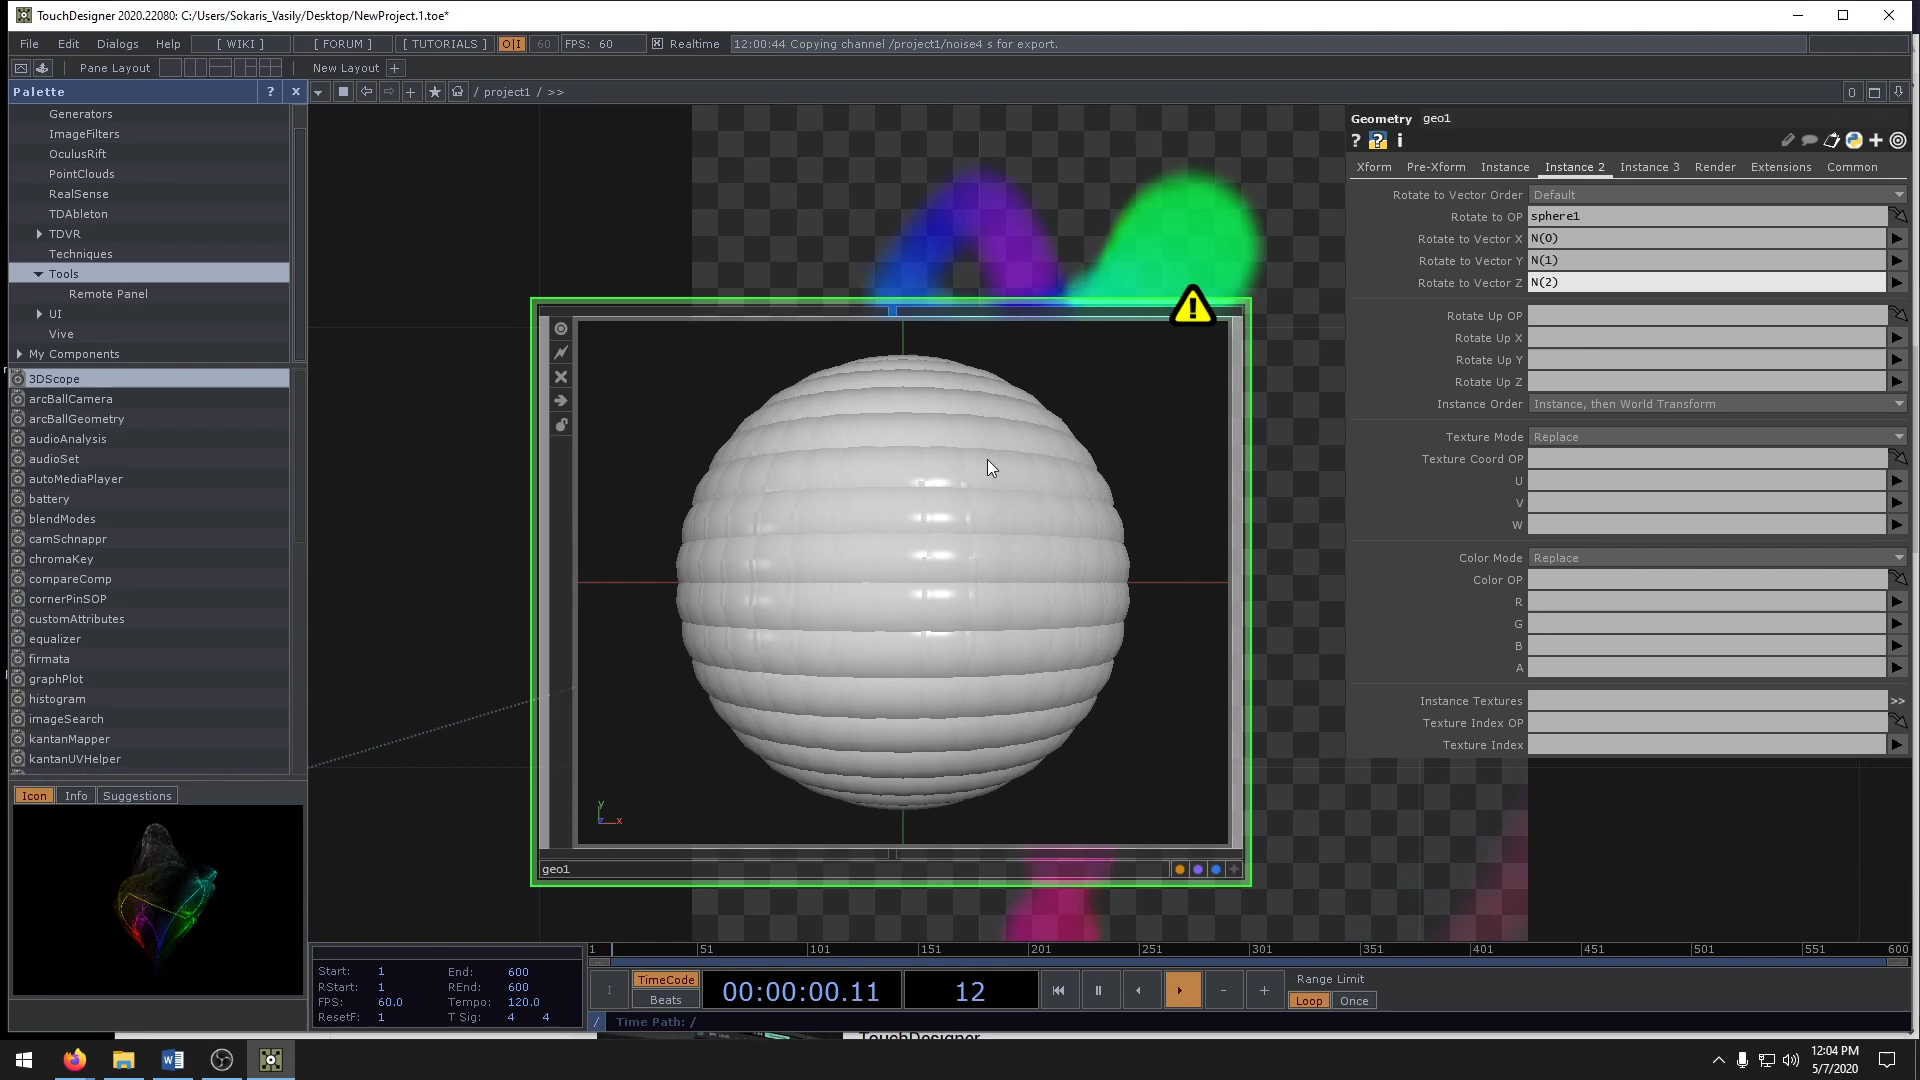 TouchDesigner 2020.22080: C:/Users/Sokaris_Vasily/Desktop/NewProject.1.toe*
File Edit Dialogs Help [ WIKI ] [ FORUM ] [ TUTORIALS ] O|I 60 FPS: 60 Realtime 12:00:44 Copying channel /project1/noise4 s for export.
Pane Layout New Layout +
Palette ? x / project1 / >> 0
Generators
ImageFilters
OculusRift
PointClouds
RealSense
TDAbleton
TDVR
Techniques
Tools
Remote Panel
UI
Vive
My Components
3DScope
arcBallCamera
arcBallGeometry
audioAnalysis
audioSet
autoMediaPlayer
battery
blendModes
camSchnappr
chromaKey
compareComp
cornerPinSOP
customAttributes
equalizer
firmata
graphPlot
histogram
imageSearch
kantanMapper
kantanUVHelper
Icon Info Suggestions
y
x
geo1
Geometry geo1
? ? i
Xform Pre-Xform Instance Instance 2 Instance 3 Render Extensions Common
Rotate to Vector Order Default
Rotate to OP sphere1
Rotate to Vector X N(0)
Rotate to Vector Y N(1)
Rotate to Vector Z N(2)
Rotate Up OP
Rotate Up X
Rotate Up Y
Rotate Up Z
Instance Order Instance, then World Transform
Texture Mode Replace
Texture Coord OP
U
V
W
Color Mode Replace
Color OP
R
G
B
A
Instance Textures >>
Texture Index OP
Texture Index
1 51 101 151 201 251 301 351 401 451 501 551 600
Start: 1 End: 600
RStart: 1 REnd: 600
FPS: 60.0 Tempo: 120.0
ResetF: 1 T Sig: 4 4
I TimeCode Beats 00:00:00.11 12 - +
Range Limit
Loop Once
/ Time Path: /
TouchDesigner
12:04 PM
5/7/2020